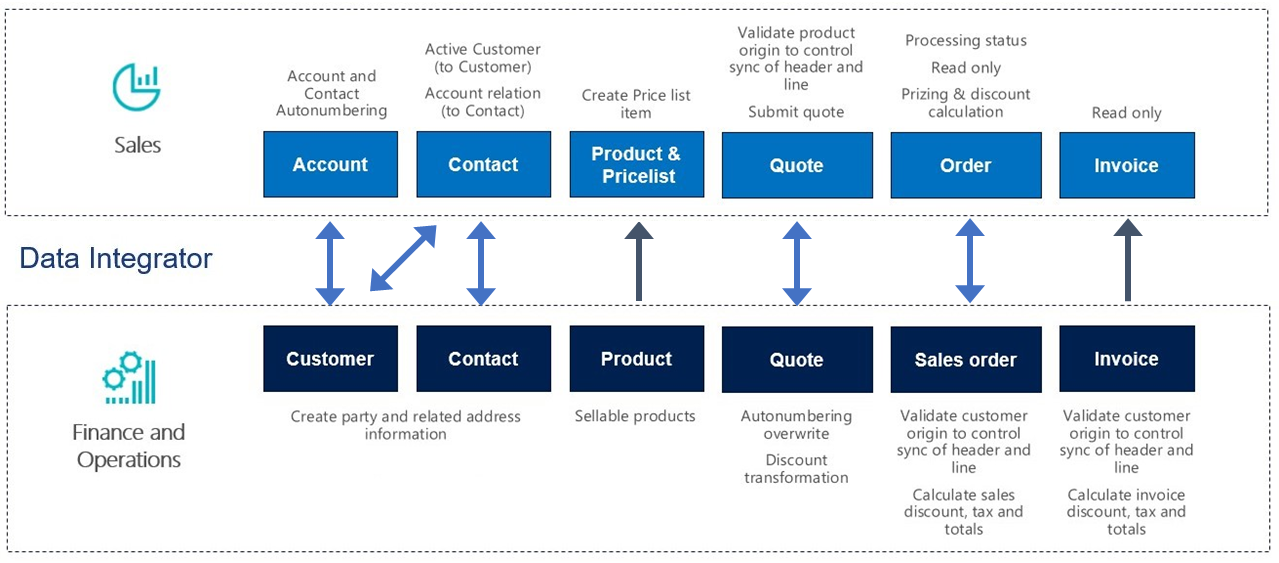 Sales
Account and
Contact
Autonumbering
Active Customer
(to Customer)
Account relation
(to Contact)
Create Price list
item
Validate product
origin to control
sync of header and
line
Submit quote
Processing status
Read only
Prizing & discount
calculation
Read only
Account
Contact
Product &
Pricelist
Quote
Order
Invoice
Data Integrator
Finance and
Operations
Customer
Contact
Product
Quote
Sales order
Invoice
Create party and related address
information
Sellable products
Autonumbering
overwrite
Discount
transformation
Validate customer
origin to control
sync of header and
line
Calculate sales
discount, tax and
totals
Validate customer
origin to control
sync of header and
line
Calculate invoice
discount, tax and
totals